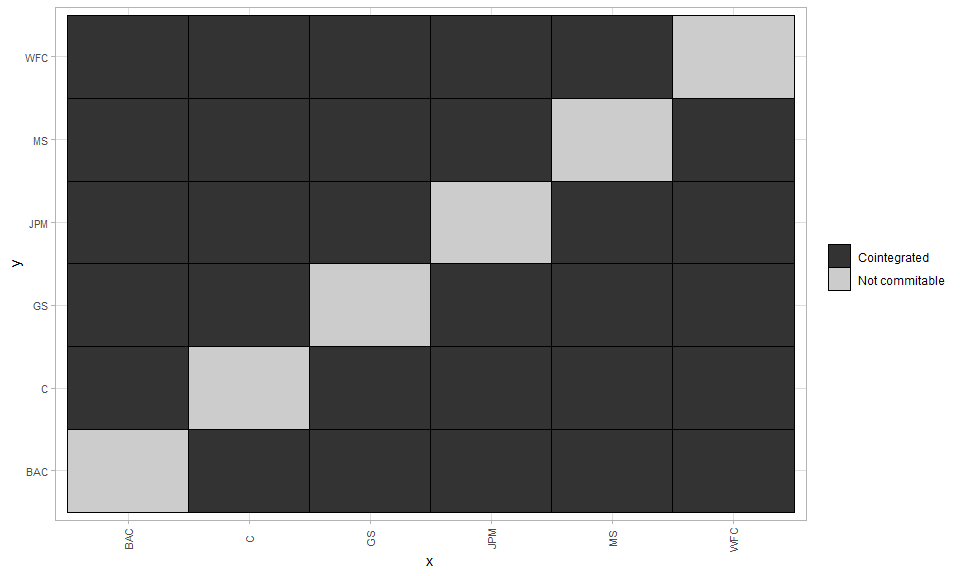 WFC
MS
JPM
GS
C
BAC
y
BAC
C
GS
JPM
MS
WFC
x
Cointegrated
Not commitable